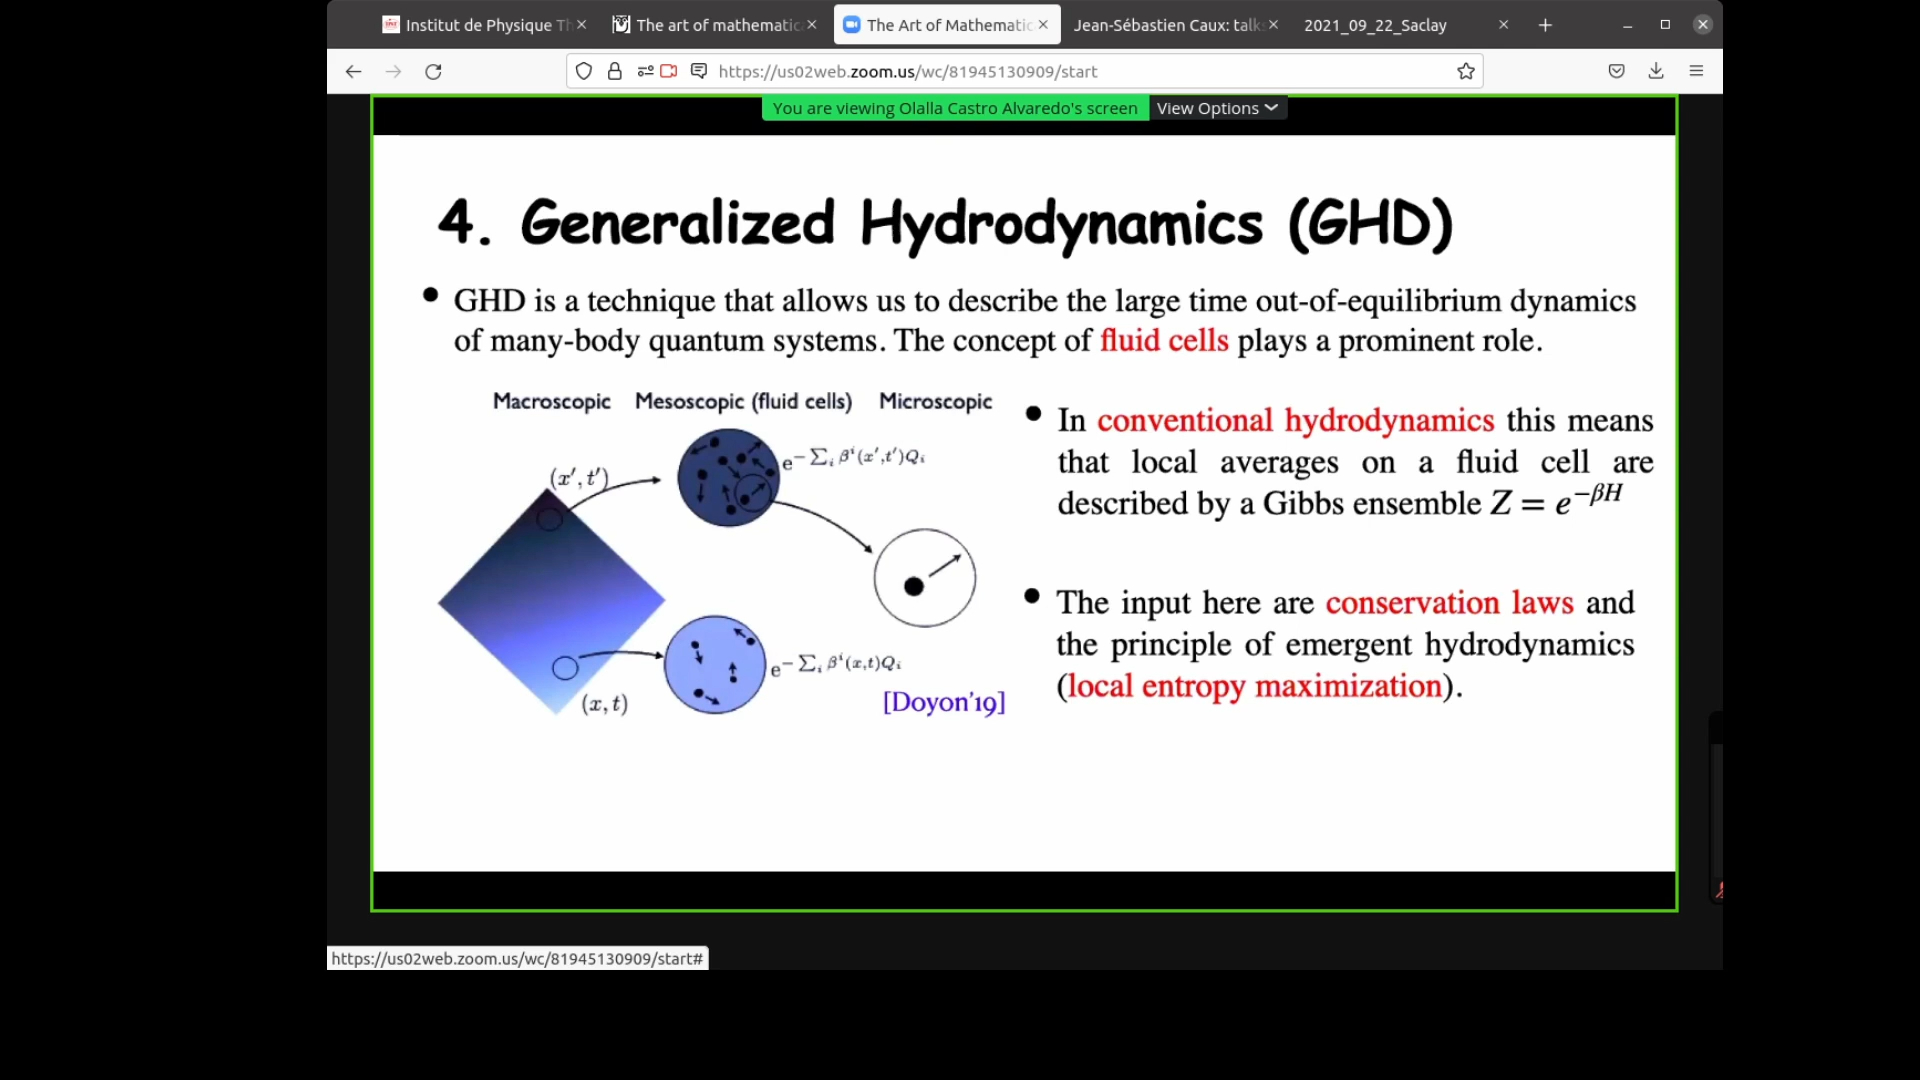 Institut de Physique Th
The art of mathematic
The Art of Mathematic
Jean-Sébastien Caux: talk
2021_09_22_Saclay
https://us02web.zoom.us/wc/81945130909/start
You are viewing Olalla Castro Alvaredo's screen View Options
4. Generalized Hydrodynamics (GHD)
• GHD is a technique that allows us to describe the large time out-of-equilibrium dynamics
of many-body quantum systems. The concept of fluid cells plays a prominent role.
Macroscopic Mesoscopic (fluid cells) Microscopic
(x′, t′)
e^{− ∑_i β^i(x′,t′)Q_i}
(x, t)
e^{− ∑_i β^i(x,t)Q_i}
[Doyon'19]
• In conventional hydrodynamics this means
that local averages on a fluid cell are
described by a Gibbs ensemble Z = e^{−βH}
• The input here are conservation laws and
the principle of emergent hydrodynamics
(local entropy maximization).
https://us02web.zoom.us/wc/81945130909/start#